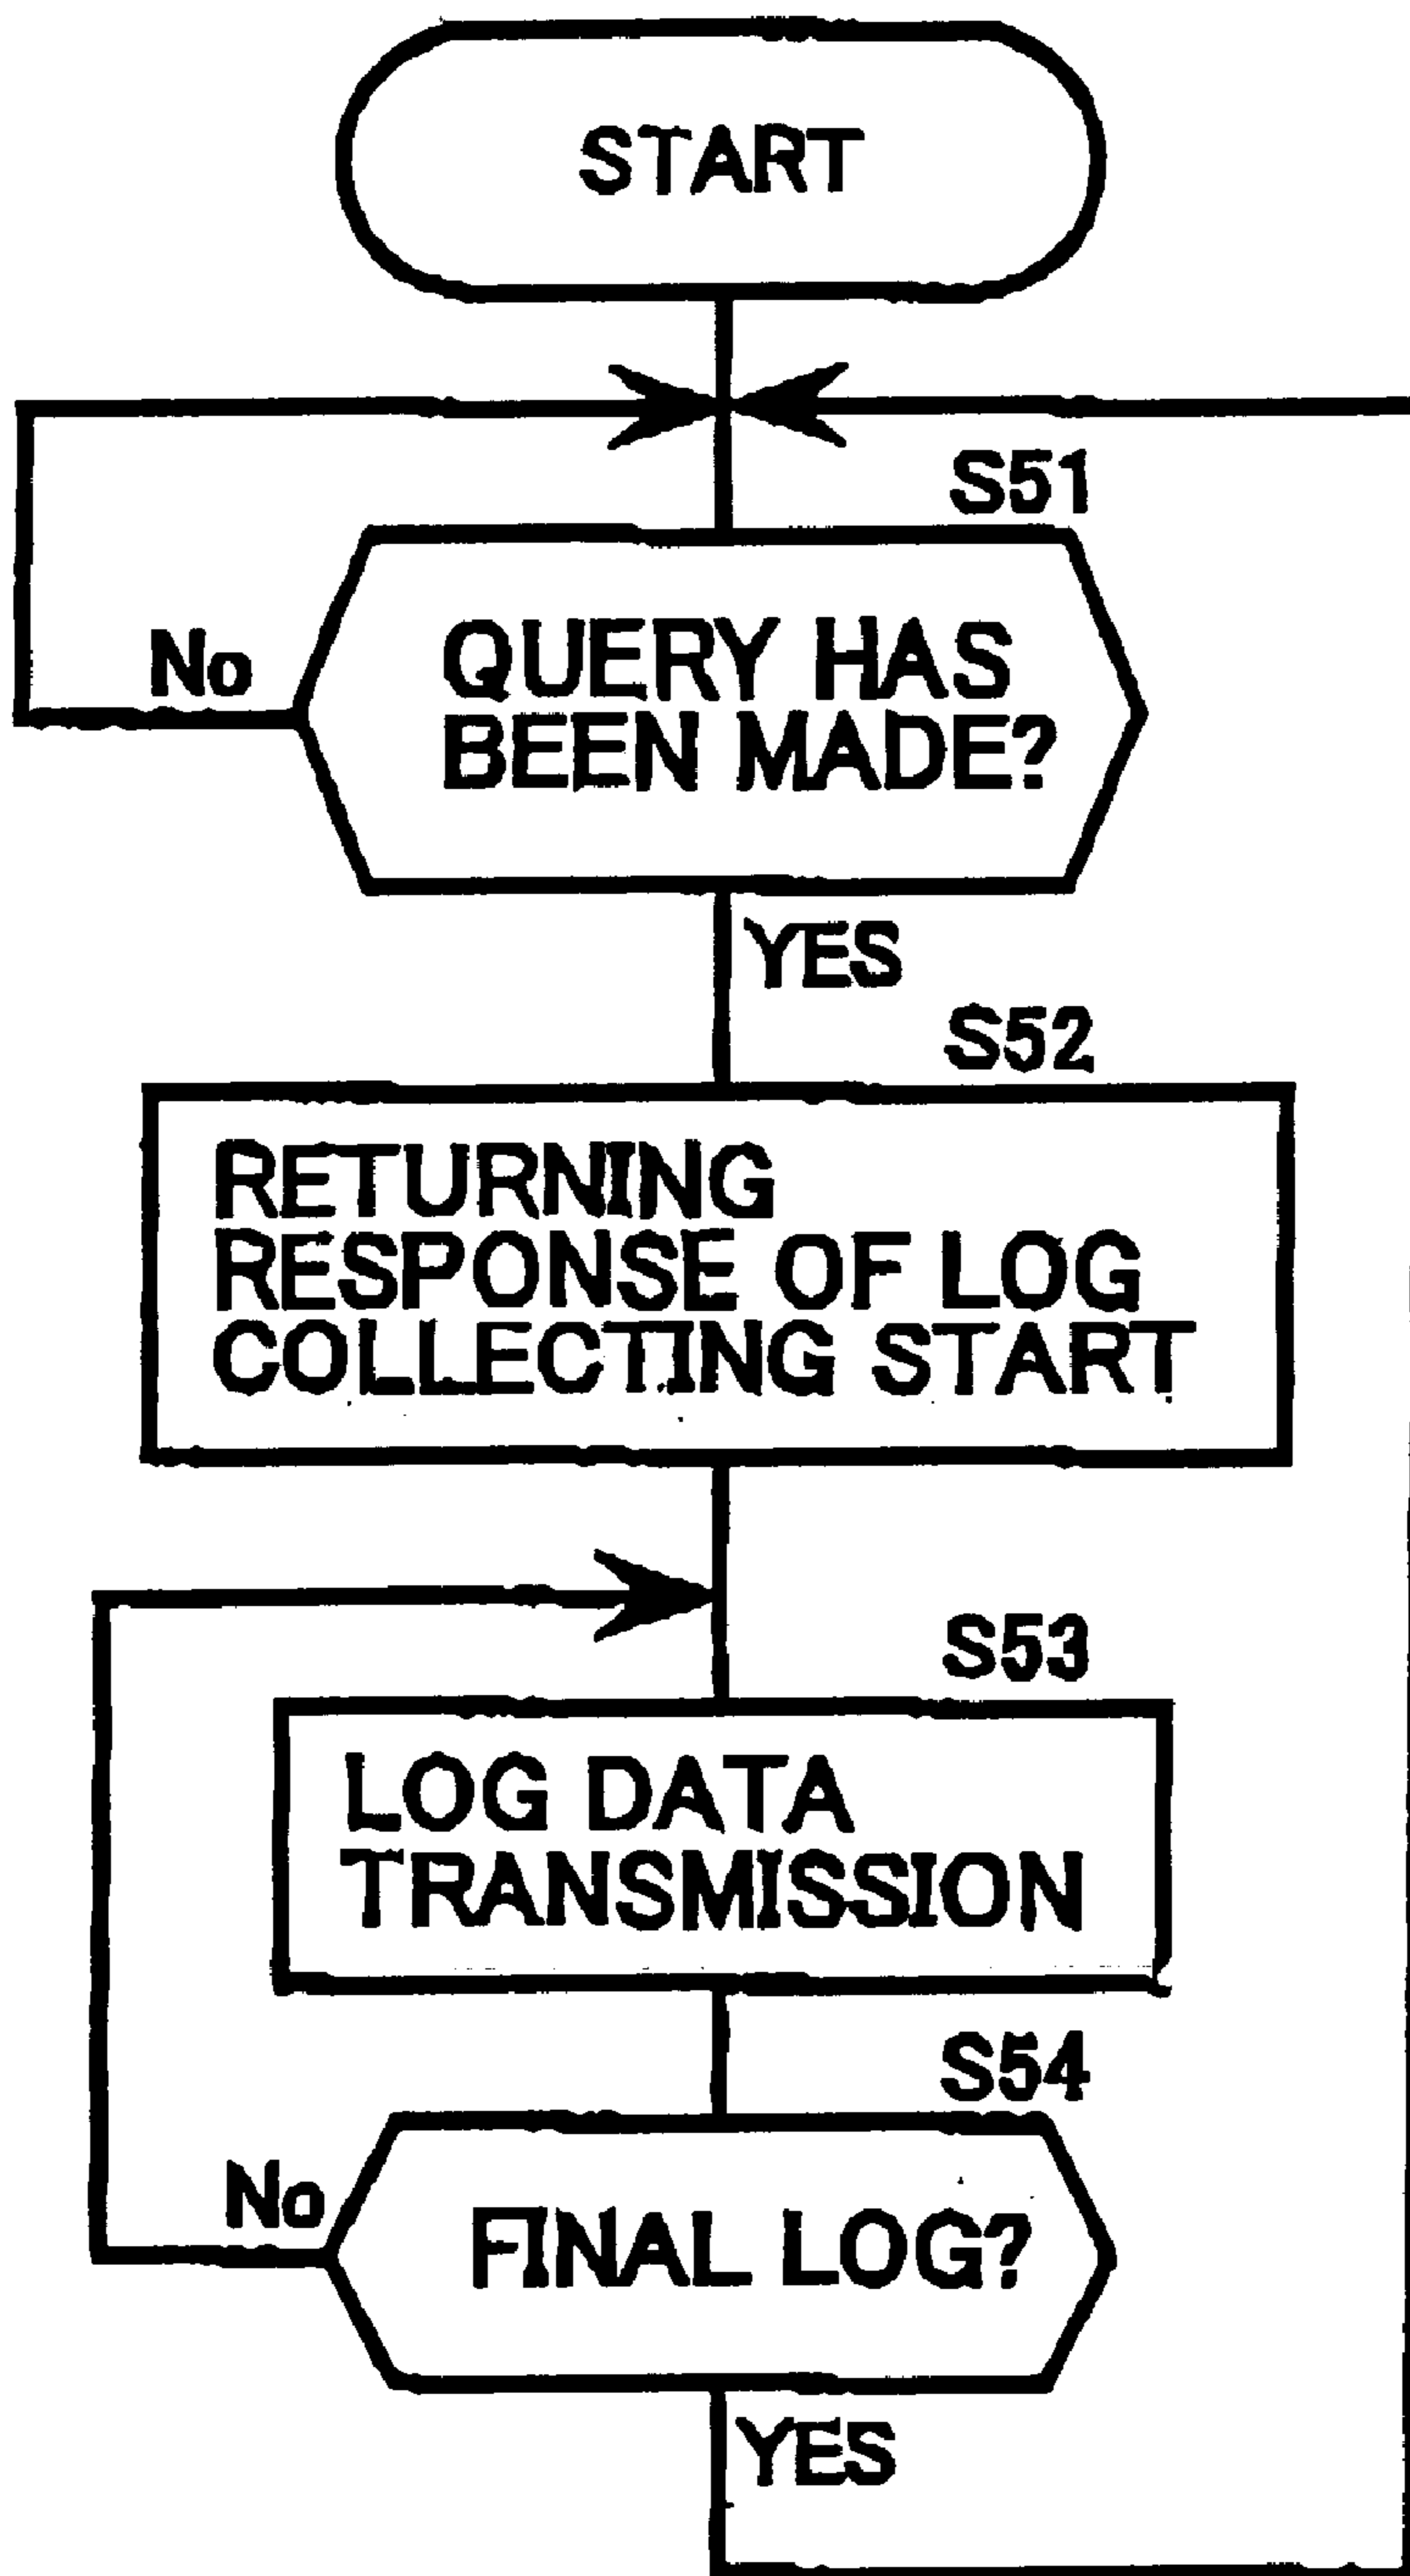 START
S51
No
QUERY HAS
BEEN MADE?
YES
S52
RETURNING
RESPONSE OF LOG
COLLECTING START
S53
LOG DATA
TRANSMISSION
S54
No
FINAL LOG?
YES